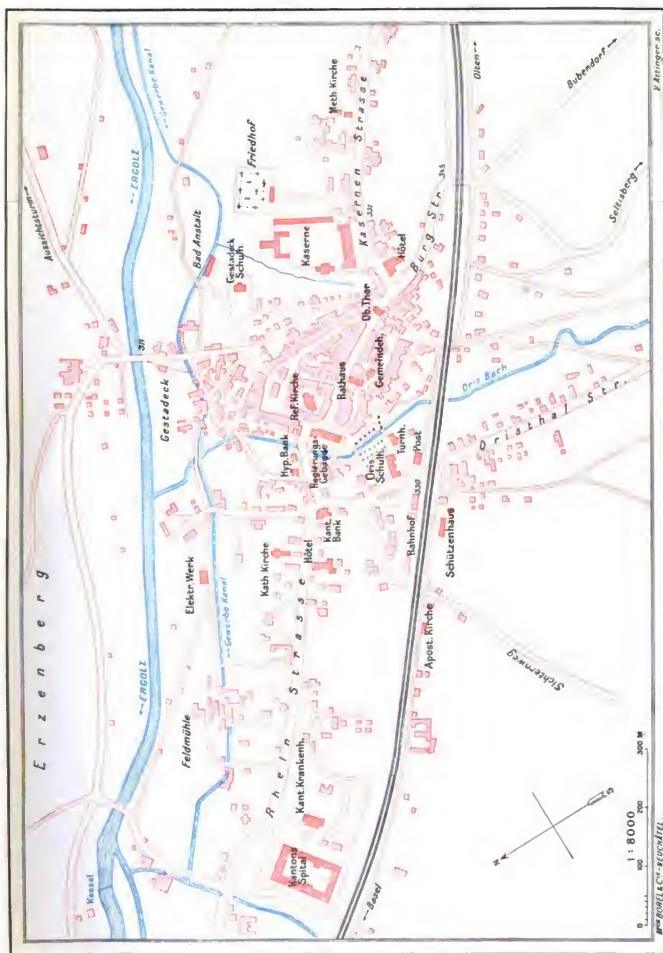 Erzenberg
Kessel
← ERGOLZ
← ERGOLZ
← Gewerbe Kanal
Aussichtsturm →
311
Gestadeck
Bad Anstalt
Gestadeck
Schulh.
Friedhof
Feldmühle
Elektr. Werk
← Gewerbe Kanal
Kath Kirche
Hyp. Bank
Ref. Kirche
Regierungs-
Gebäude
Rathaus
Kaserne
Meth Kirche
Kasernen Strasse
331
Rhein Strasse
Hôtel
Kant.
Bank
Kantons
Spital
Kant. Krankenh.
Oris
Schulh.
Turnh.
Post
Gemeindeh.
Ob. Thor
Hôtel
Burg Str.
345
Bahnhof
330
← Basel
Olten →
Apost. Kirche
Schützenhaus
Oris Bach
Oristhal Str.
Sichternweg
Bubendorf
Seltisberg
N
S
1 : 8000
0 100 200 300 M
Mce BOREL & Cie - NEUCHÂTEL.
V. Attinger sc.